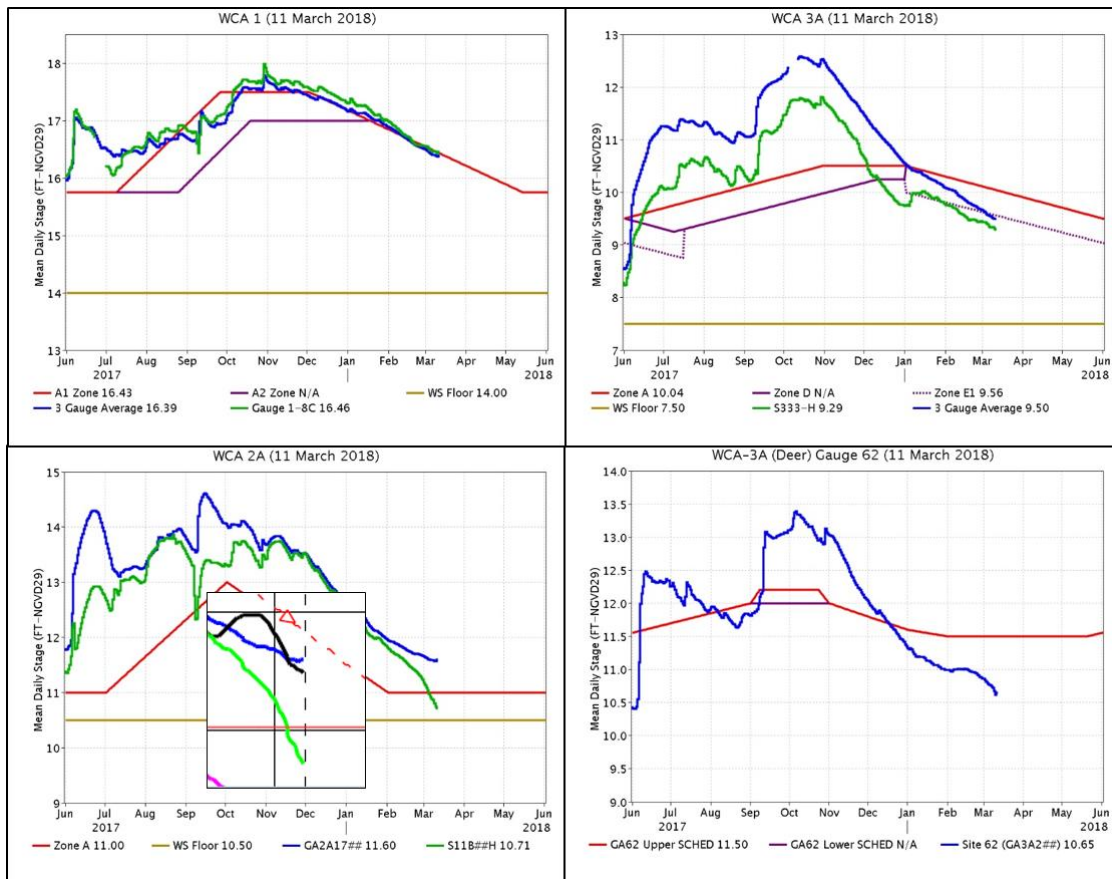 WCA 1 (11 March 2018)
Mean Daily Stage (FT-NGVD29)
18
17
16
15
14
13
Jun Jul Aug Sep Oct Nov Dec Jan Feb Mar Apr May Jun
2017 2018
A1 Zone 16.43 A2 Zone N/A WS Floor 14.00
3 Gauge Average 16.39 Gauge 1-8C 16.46
WCA 3A (11 March 2018)
Mean Daily Stage (FT-NGVD29)
13
12
11
10
9
8
7
Jun Jul Aug Sep Oct Nov Dec Jan Feb Mar Apr May Jun
2017 2018
Zone A 10.04 Zone D N/A Zone E1 9.56
WS Floor 7.50 S333-H 9.29 3 Gauge Average 9.50
WCA 2A (11 March 2018)
Mean Daily Stage (FT-NGVD29)
15
14
13
12
11
10
9
Jun Jul Aug Sep Oct Nov Dec Jan Feb Mar Apr May Jun
2017 2018
Zone A 11.00 WS Floor 10.50 GA2A17## 11.60 S11B##H 10.71
WCA-3A (Deer) Gauge 62 (11 March 2018)
Mean Daily Stage (FT-NGVD29)
14.0
13.5
13.0
12.5
12.0
11.5
11.0
10.5
10.0
9.5
9.0
Jun Jul Aug Sep Oct Nov Dec Jan Feb Mar Apr May Jun
2017 2018
GA62 Upper SCHED 11.50 GA62 Lower SCHED N/A Site 62 (GA3A2##) 10.65